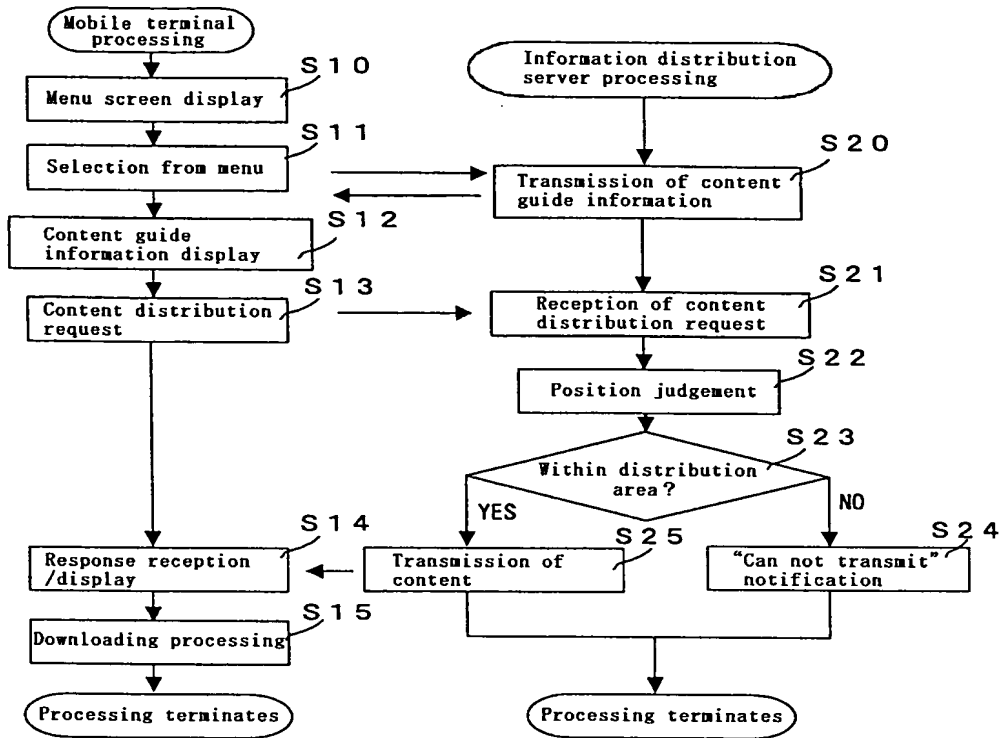 Mobile terminal
processing
S10
Menu screen display
S11
Selection from menu
S12
Content guide
information display
S13
Content distribution
request
S14
Response reception
/display
S15
Downloading processing
Processing terminates
Information distribution
server processing
S20
Transmission of content
guide information
S21
Reception of content
distribution request
S22
Position judgement
S23
Within distribution
area?
YES
NO
S25
Transmission of
content
S24
“Can not transmit”
notification
Processing terminates